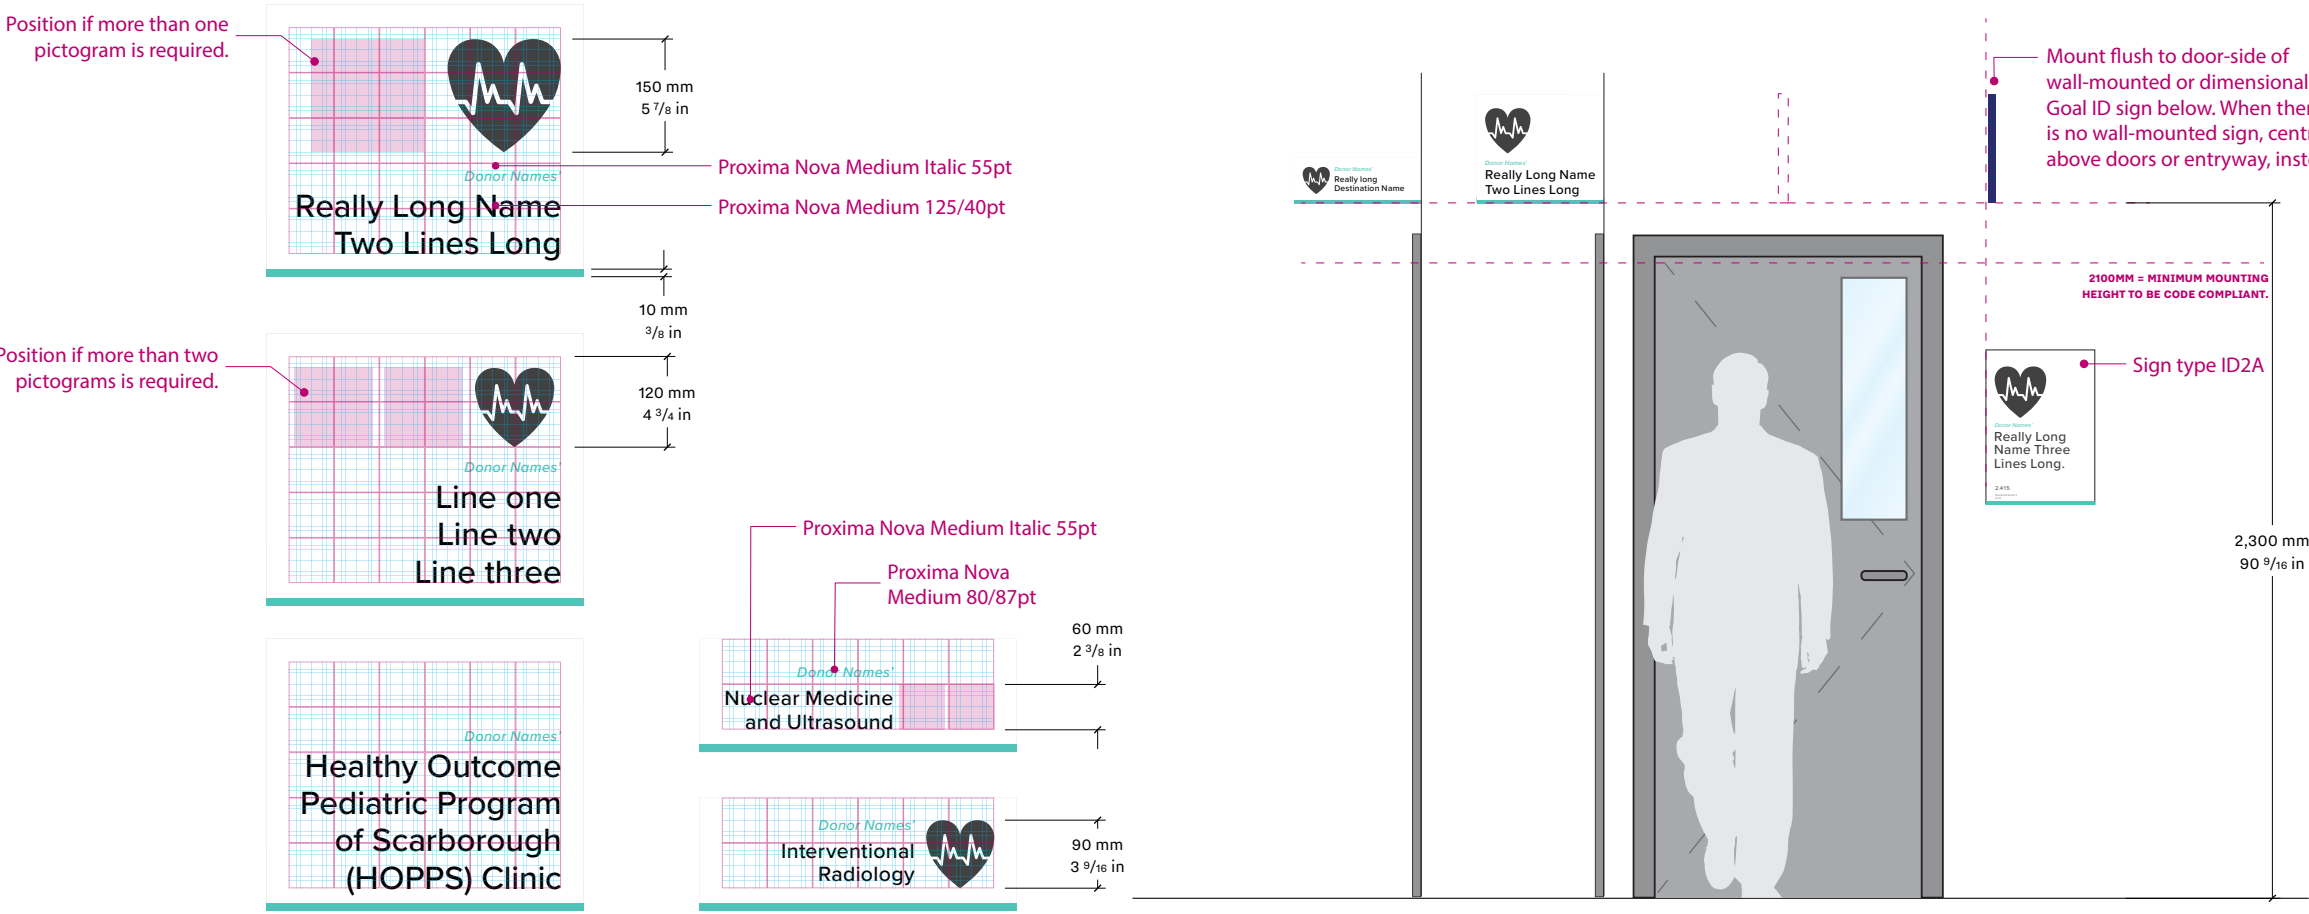 Position if more than one
pictogram is required.
150 mm
5 7/8 in
Proxima Nova Medium Italic 55pt
Donor Names'
Proxima Nova Medium 125/40pt
Really Long Name
Two Lines Long
10 mm
3/8 in
Position if more than two
pictograms is required.
120 mm
4 3/4 in
Donor Names'
Line one
Line two
Line three
Proxima Nova Medium Italic 55pt
Proxima Nova
Medium 80/87pt
60 mm
2 3/8 in
Donor Names'
Nuclear Medicine
and Ultrasound
Donor Names'
Healthy Outcome
Pediatric Program
of Scarborough
(HOPPS) Clinic
Donor Names'
Interventional
Radiology
90 mm
3 9/16 in
Donor Names'
Really long
Destination Name
Donor Names'
Really Long Name
Two Lines Long
Mount flush to door-side of
wall-mounted or dimensional
Goal ID sign below. When ther
is no wall-mounted sign, cent
above doors or entryway, inst
2100MM = MINIMUM MOUNTING
HEIGHT TO BE CODE COMPLIANT.
Sign type ID2A
Donor Names'
Really Long
Name Three
Lines Long.
2.415
2,300 mm
90 9/16 in